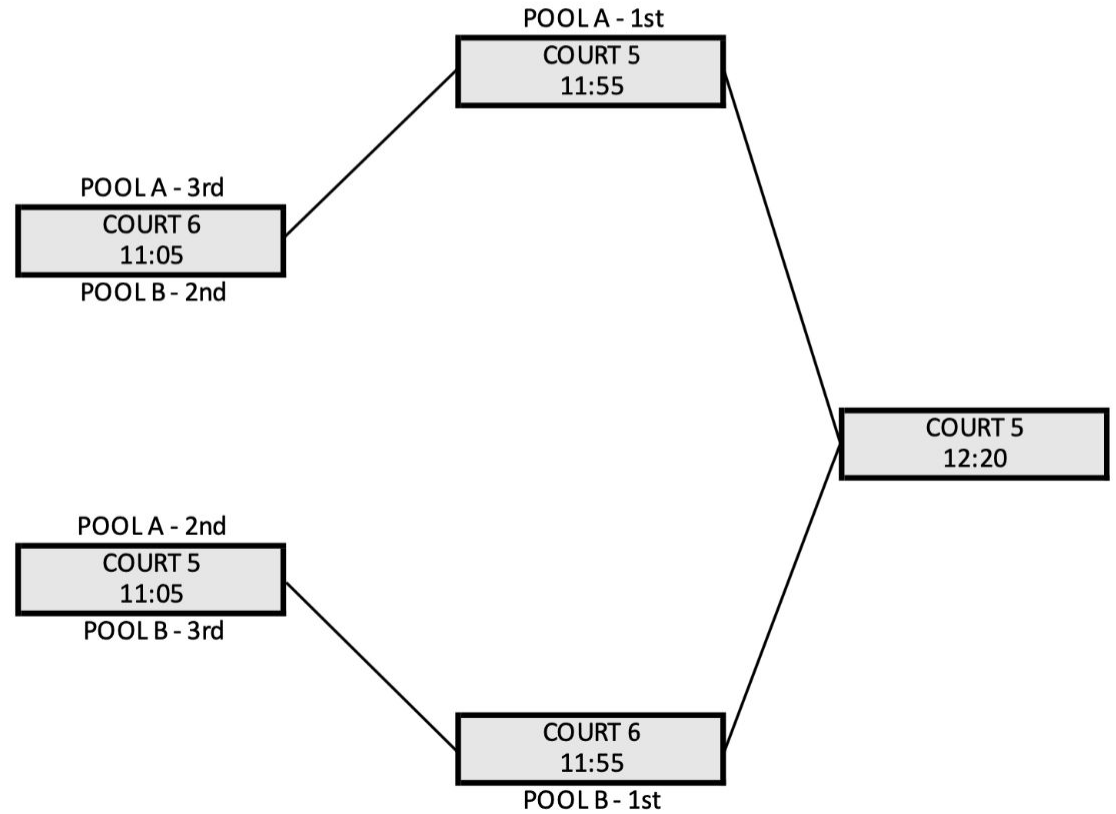 POOL A - 1st
COURT 5
11:55
POOL A - 3rd
COURT 6
11:05
POOL B - 2nd
COURT 5
12:20
POOL A - 2nd
COURT 5
11:05
POOL B - 3rd
COURT 6
11:55
POOL B - 1st